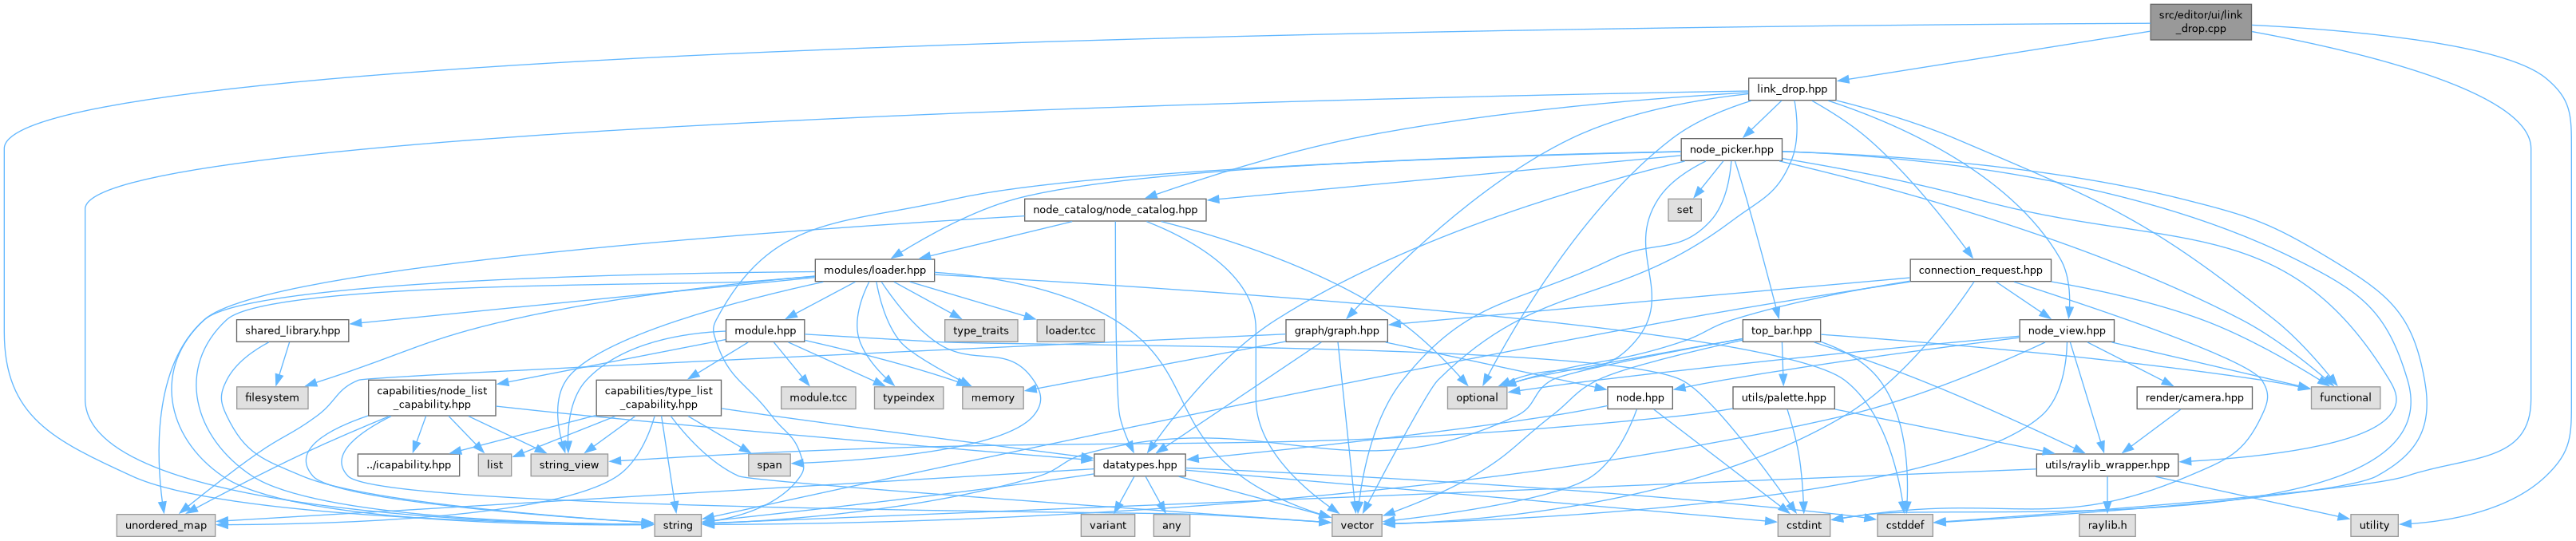 src/editor/ui/link
_drop.cpp
link_drop.hpp
node_picker.hpp
set
node_catalog/node_catalog.hpp
modules/loader.hpp
connection_request.hpp
shared_library.hpp
module.hpp
type_traits
loader.tcc
graph/graph.hpp
top_bar.hpp
node_view.hpp
filesystem
capabilities/node_list
_capability.hpp
capabilities/type_list
_capability.hpp
module.tcc
typeindex
memory
optional
node.hpp
utils/palette.hpp
render/camera.hpp
functional
../icapability.hpp
list
string_view
span
datatypes.hpp
utils/raylib_wrapper.hpp
unordered_map
string
variant
any
vector
cstdint
cstddef
raylib.h
utility